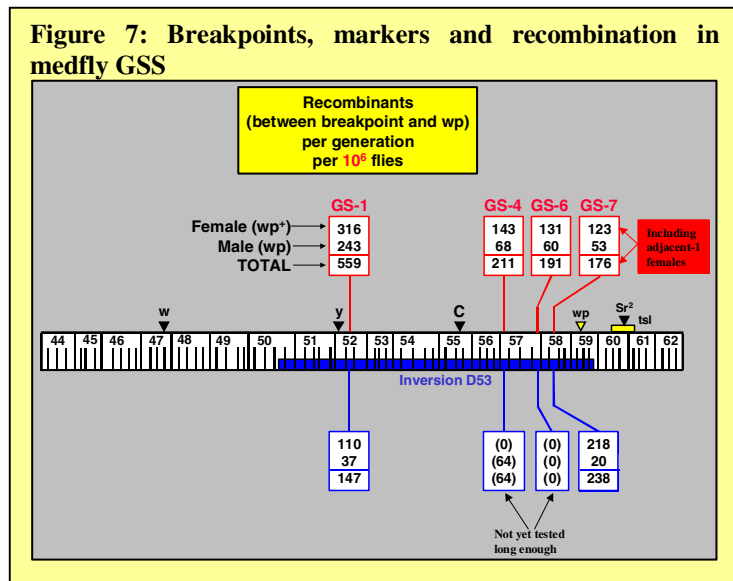 Figure 7: Breakpoints, markers and recombination in
medfly GSS
Recombinants
(between breakpoint and wp)
per generation
per 10⁶ flies
GS-1 GS-4 GS-6 GS-7
Female (wp⁺) 316 143 131 123
Male (wp) 243 68 60 53
TOTAL 559 211 191 176
Including
adjacent-1
females
w y C wp Sr² tsl
44 45 46 47 48 49 50 51 52 53 54 55 56 57 58 59 60 61 62
Inversion D53
110 (0) (0) 218
37 (64) (0) 20
147 (64) (0) 238
Not yet tested
long enough